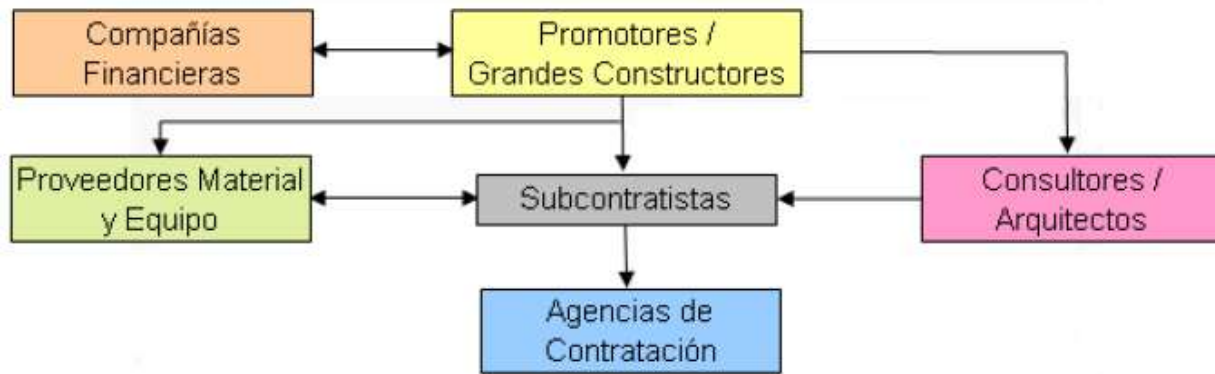 Compañías
Financieras
Promotores /
Grandes Constructores
Proveedores Material
y Equipo
Subcontratistas
Consultores /
Arquitectos
Agencias de
Contratación